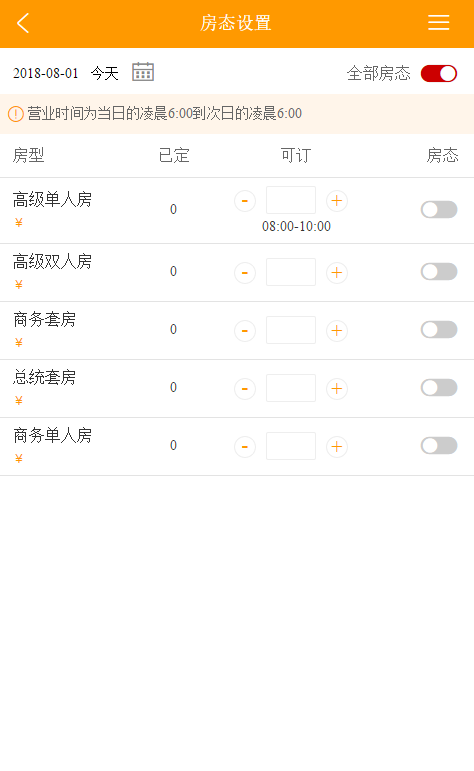 房态设置
2018-08-01 今天 全部房态
营业时间为当日的凌晨6:00到次日的凌晨6:00
房型 已定 可订 房态
高级单人房
¥
0
- +
08:00-10:00
高级双人房
¥
0
- +
商务套房
¥
0
- +
总统套房
¥
0
- +
商务单人房
¥
0
- +